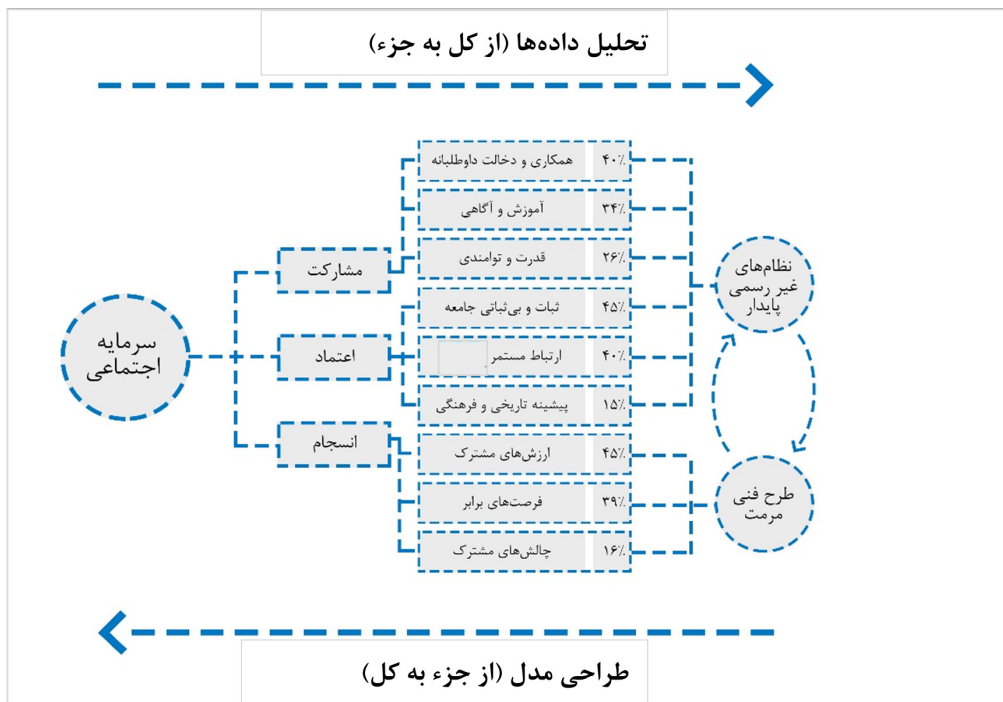 تحلیل داده‌ها (از کل به جزء)
همکاری و دخالت داوطلبانه ۴۰٪
آموزش و آگاهی ۳۴٪
قدرت و توامندی ۲۶٪
ثبات و بی‌ثباتی جامعه ۴۵٪
ارتباط مستمر ۴۰٪
پیشینه تاریخی و فرهنگی ۱۵٪
ارزش‌های مشترک ۴۵٪
فرصت‌های برابر ۳۹٪
چالش‌های مشترک ۱۶٪
مشارکت
اعتماد
انسجام
سرمایه
اجتماعی
نظام‌های
غیر رسمی
پایدار
طرح فنی
مرمت
طراحی مدل (از جزء به کل)